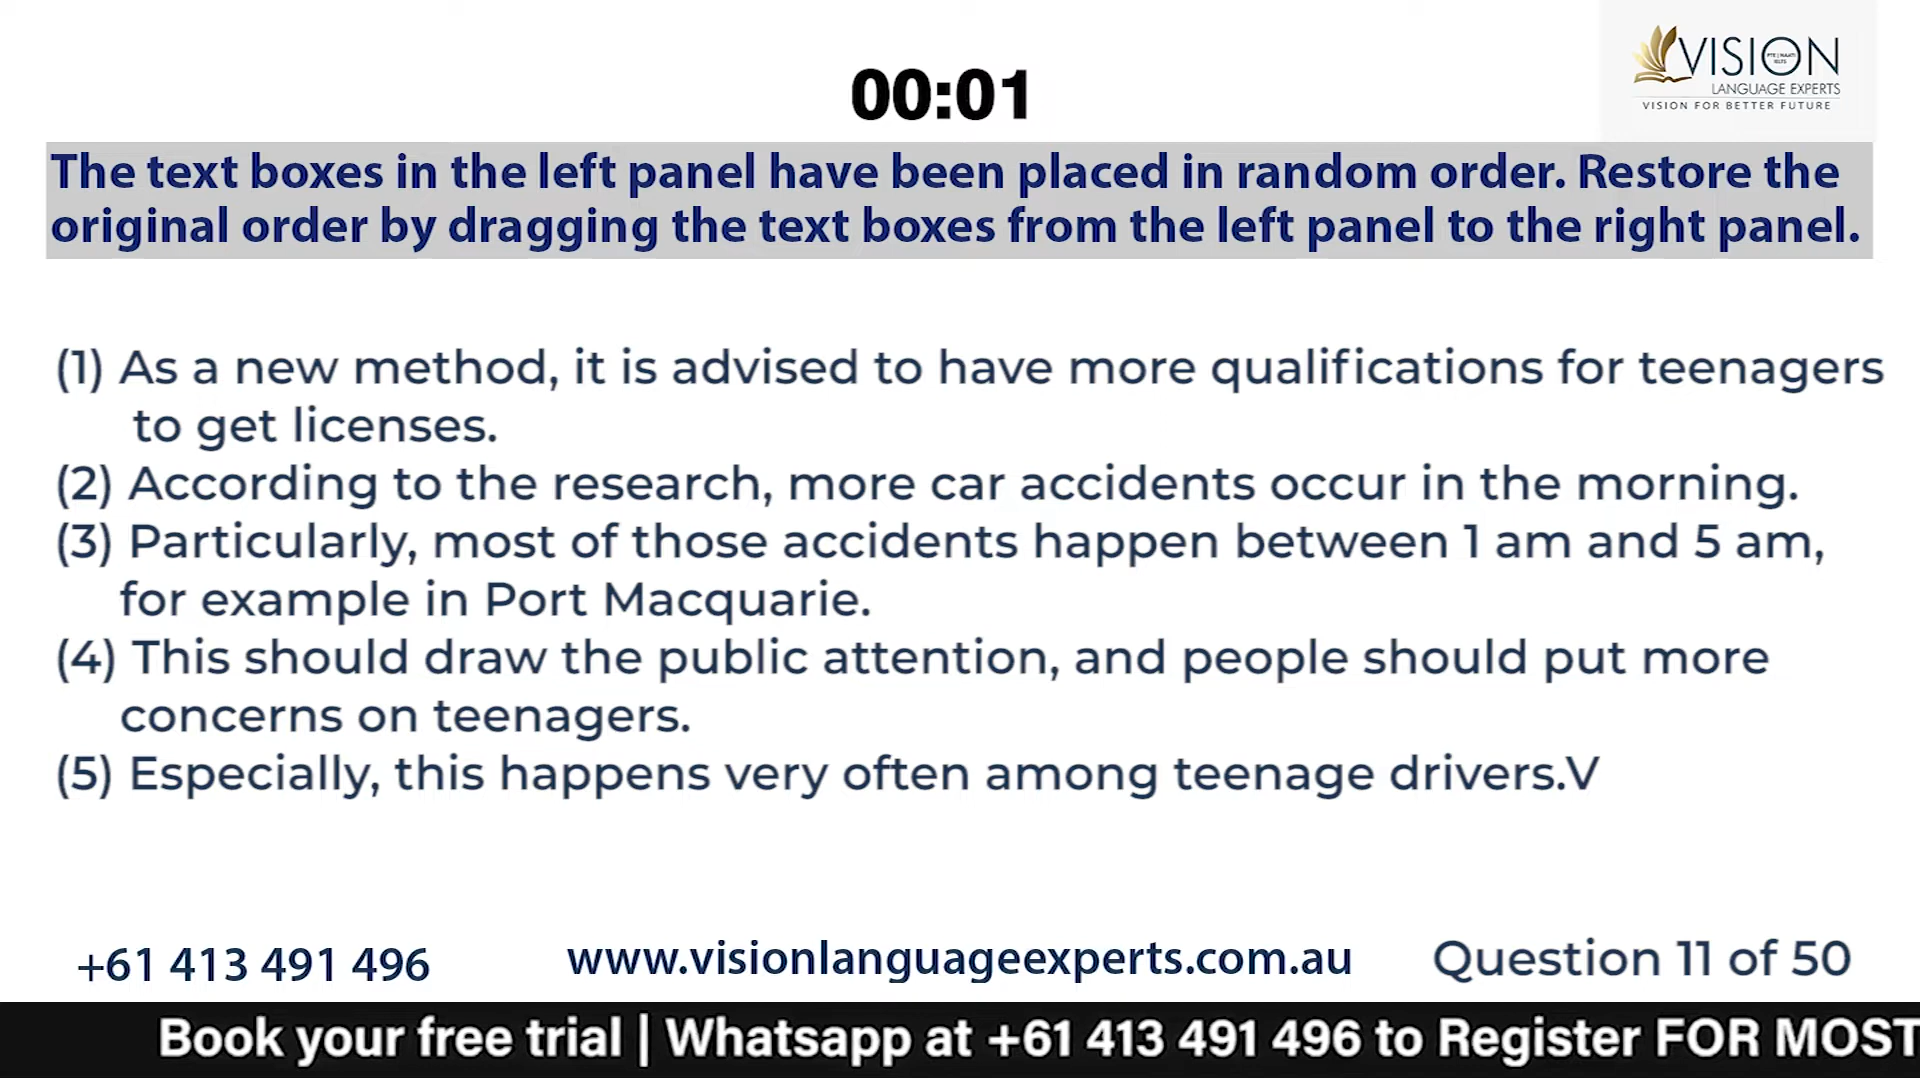 VISION
PTE | NAATI
IELTS
LANGUAGE EXPERTS
VISION FOR BETTER FUTURE
00:01
The text boxes in the left panel have been placed in random order. Restore the
original order by dragging the text boxes from the left panel to the right panel.
(1) As a new method, it is advised to have more qualifications for teenagers
to get licenses.
(2) According to the research, more car accidents occur in the morning.
(3) Particularly, most of those accidents happen between 1 am and 5 am,
for example in Port Macquarie.
(4) This should draw the public attention, and people should put more
concerns on teenagers.
(5) Especially, this happens very often among teenage drivers.V
+61 413 491 496 www.visionlanguageexperts.com.au Question 11 of 50
Book your free trial | Whatsapp at +61 413 491 496 to Register FOR MOST